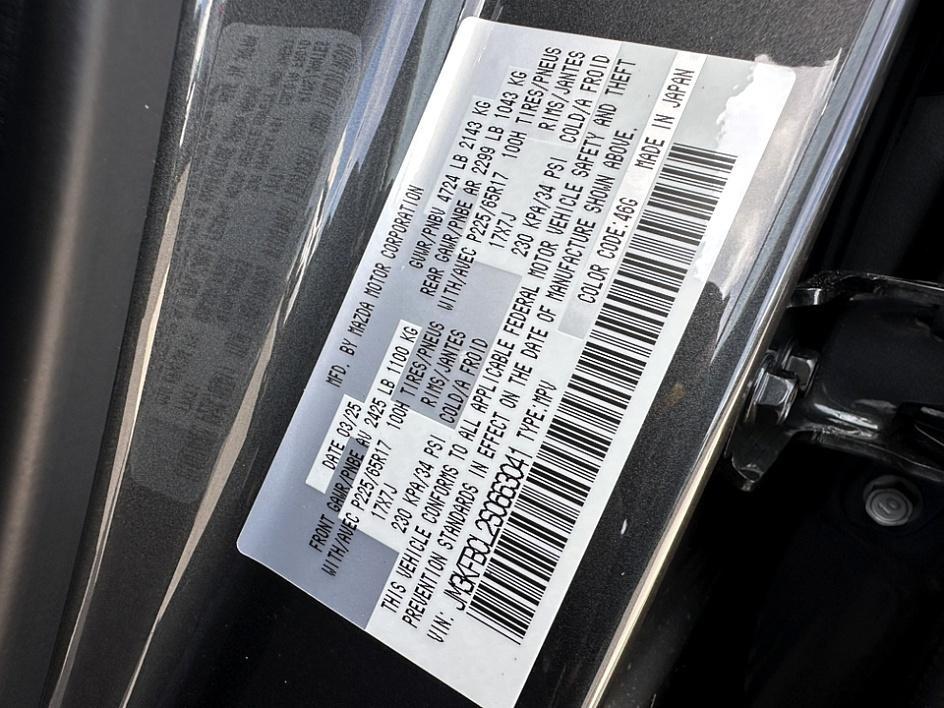 MFD. BY MAZDA MOTOR CORPORATION
DATE 03/25 GVWR/PNBV 4724 LB 2143 KG
FRONT GAWR/PNBE AV 2425 LB 1100 KG REAR GAWR/PNBE AR 2299 LB 1043 KG
WITH/AVEC P225/65R17 100H TIRES/PNEUS WITH/AVEC P225/65R17 100H TIRES/PNEUS
17X7J RIMS/JANTES 17X7J RIMS/JANTES
230 KPA/34 PSI COLD/A FROID 230 KPA/34 PSI COLD/A FROID
THIS VEHICLE CONFORMS TO ALL APPLICABLE FEDERAL MOTOR VEHICLE SAFETY AND THEFT
PREVENTION STANDARDS IN EFFECT ON THE DATE OF MANUFACTURE SHOWN ABOVE.
VIN: JM3KFBCL2S0663041 TYPE:MPV COLOR CODE:46G MADE IN JAPAN